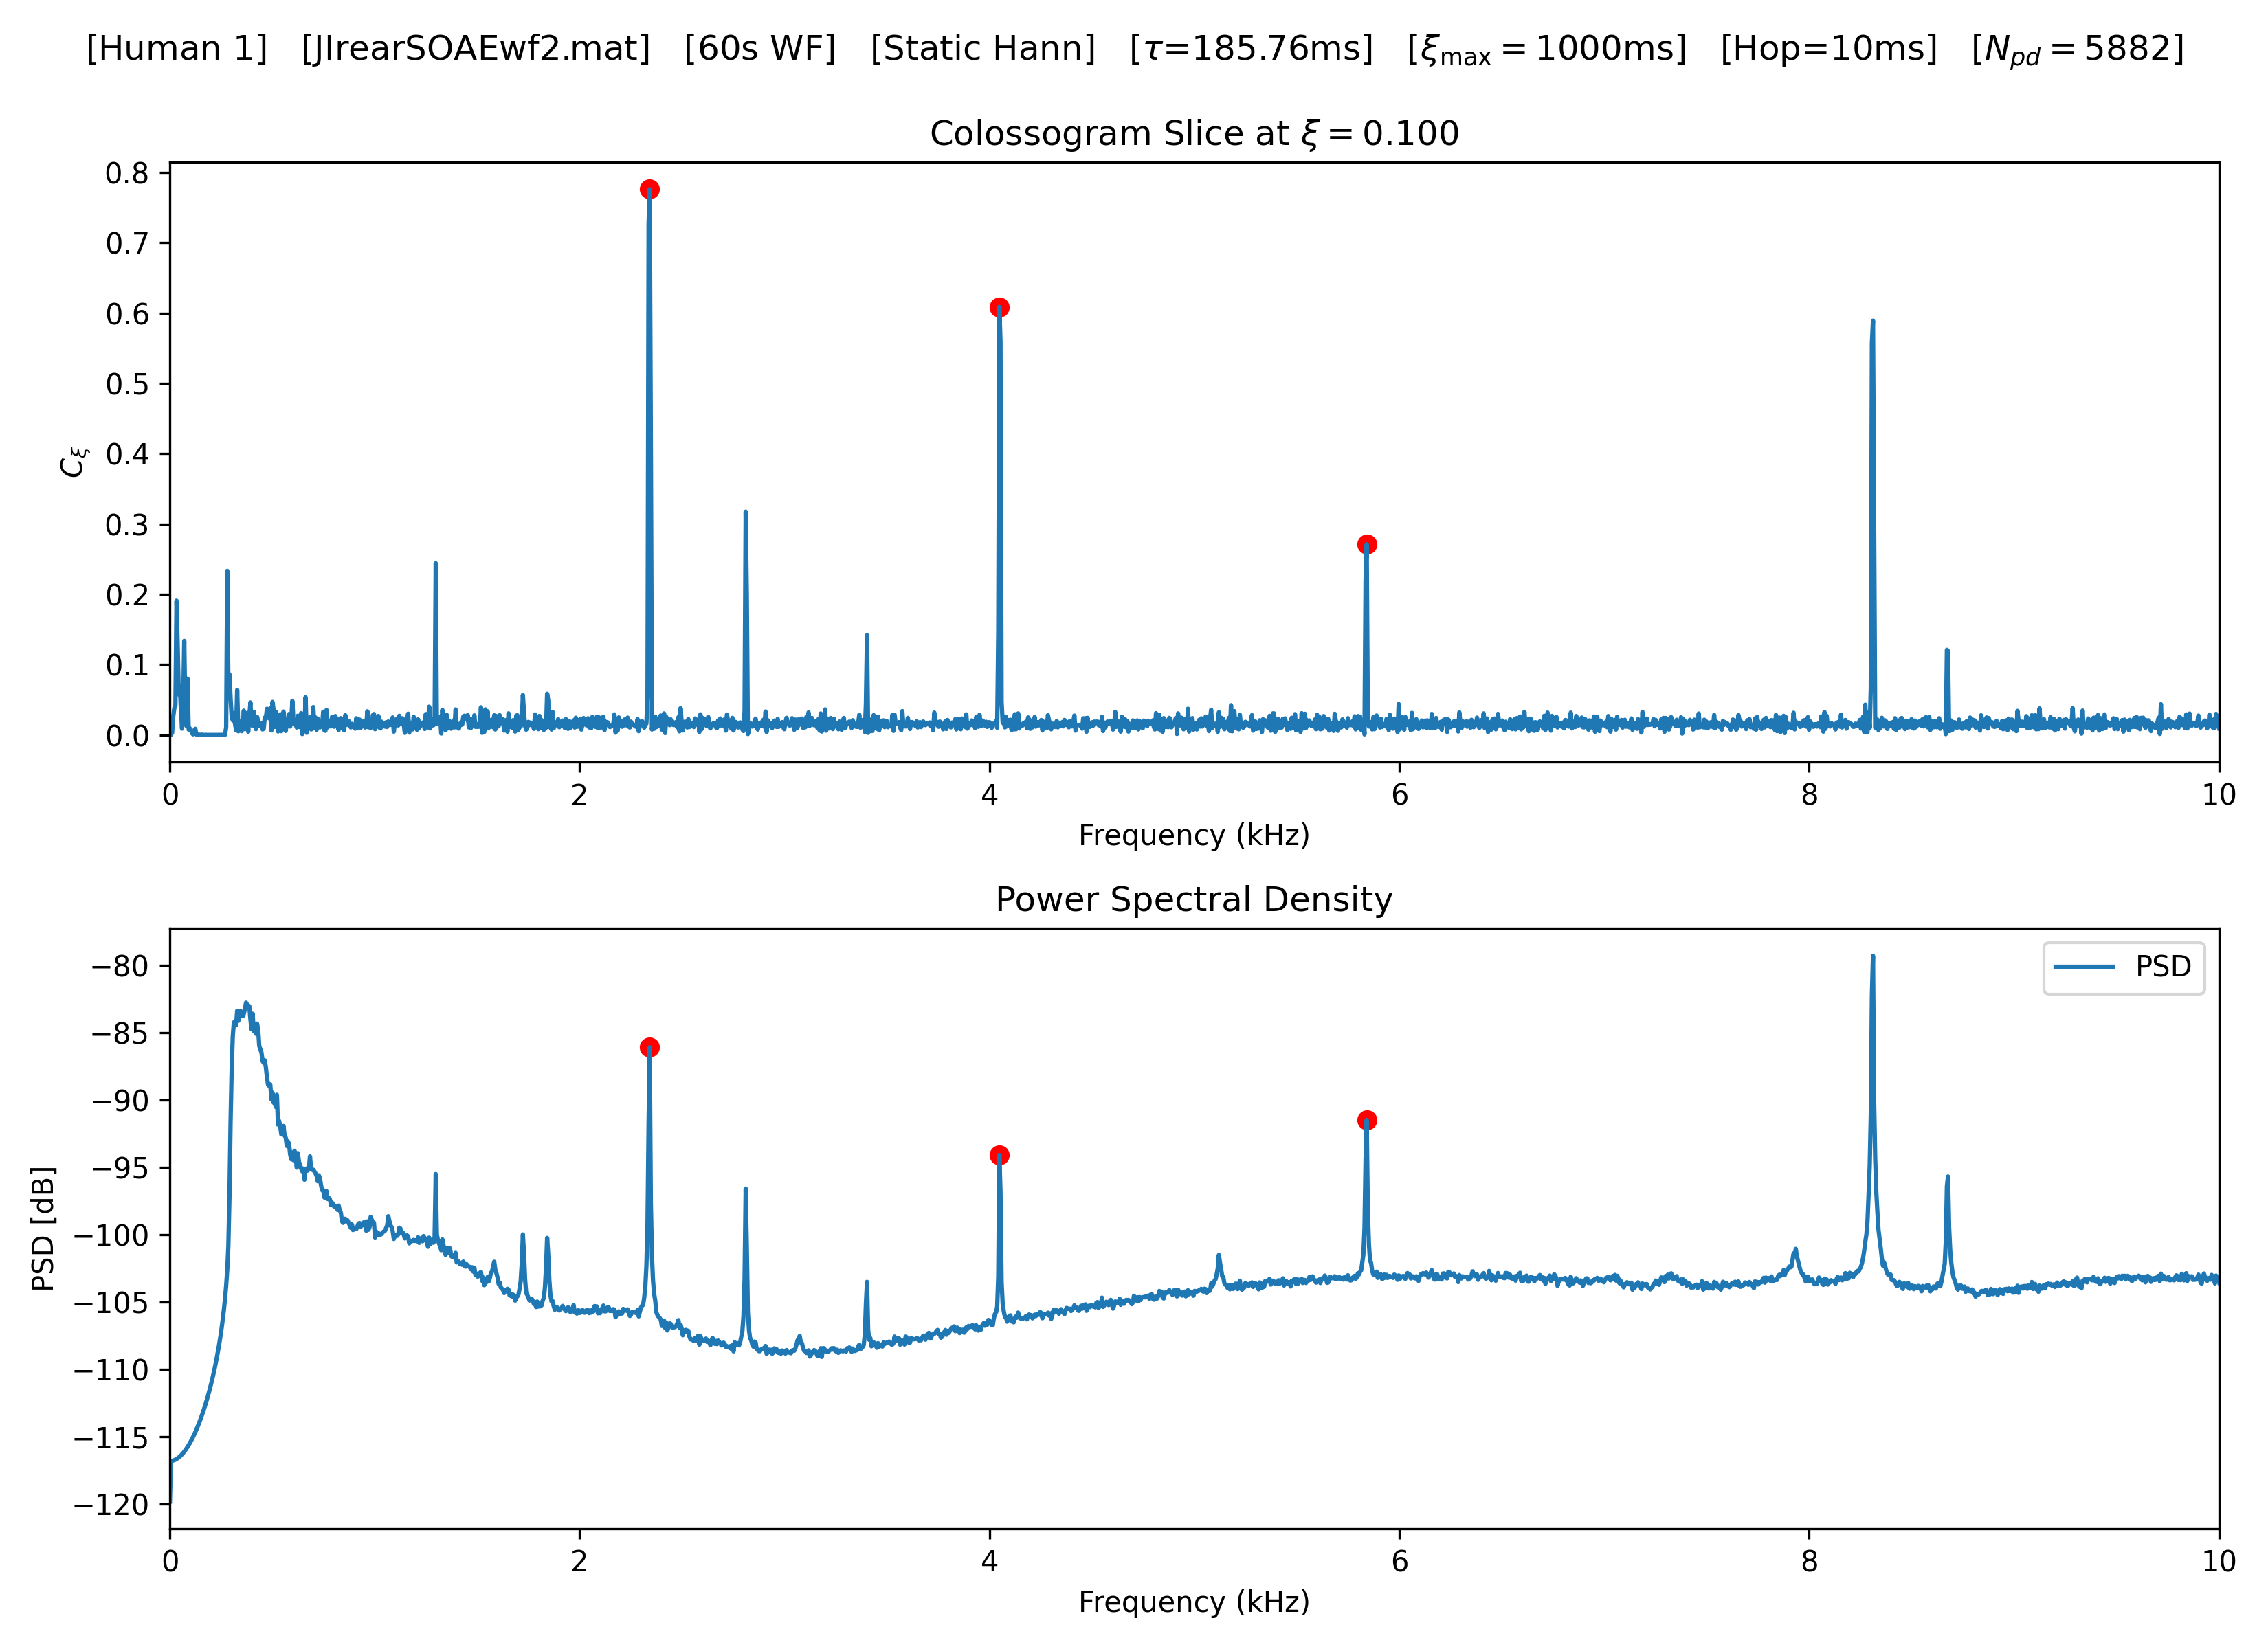 [Human 1] [JIrearSOAEwf2.mat] [60s WF] [Static Hann] [τ=185.76ms] [ξmax = 1000ms] [Hop=10ms] [Npd = 5882]
Colossogram Slice at ξ = 0.100
0.8
0.7
0.6
0.5
0.4
0.3
0.2
0.1
0.0
Cξ
0 2 4 6 8 10
Frequency (kHz)
Power Spectral Density
PSD
−80
−85
−90
−95
−100
−105
−110
−115
−120
PSD [dB]
0 2 4 6 8 10
Frequency (kHz)